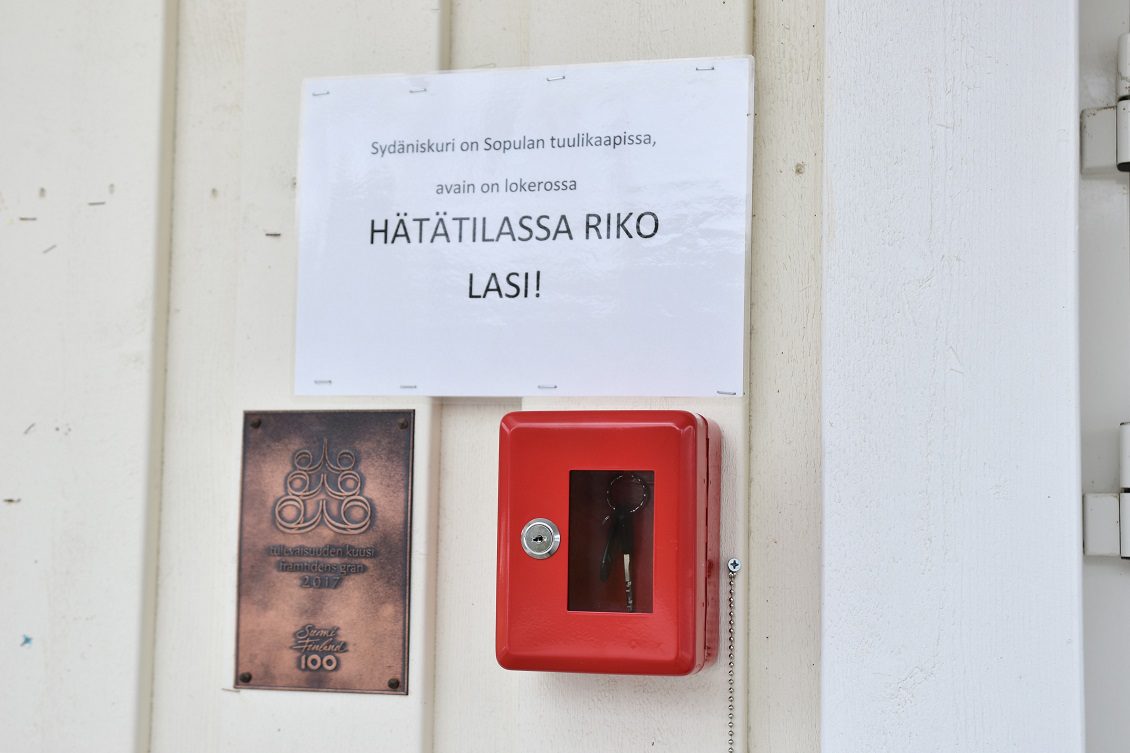 Sydäniskuri on Sopulan tuulikaapissa,
avain on lokerossa
HÄTÄTILASSA RIKO
LASI!
tulevaisuuden kuusi
framtidens gran
2017
Suomi
Finland
100